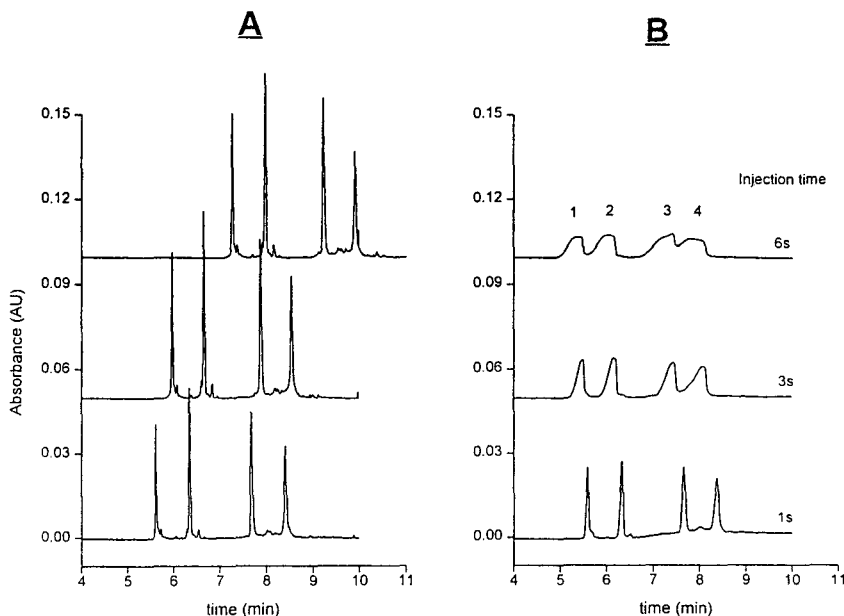 A
B
0.15
0.12
0.09
0.06
0.03
0.00
Absorbance (AU)
4 5 6 7 8 9 10 11
time (min)
0.15
0.12
0.09
0.06
0.03
0.00
Injection time
1 2 3 4
6s
3s
1s
4 5 6 7 8 9 10 11
time (min)